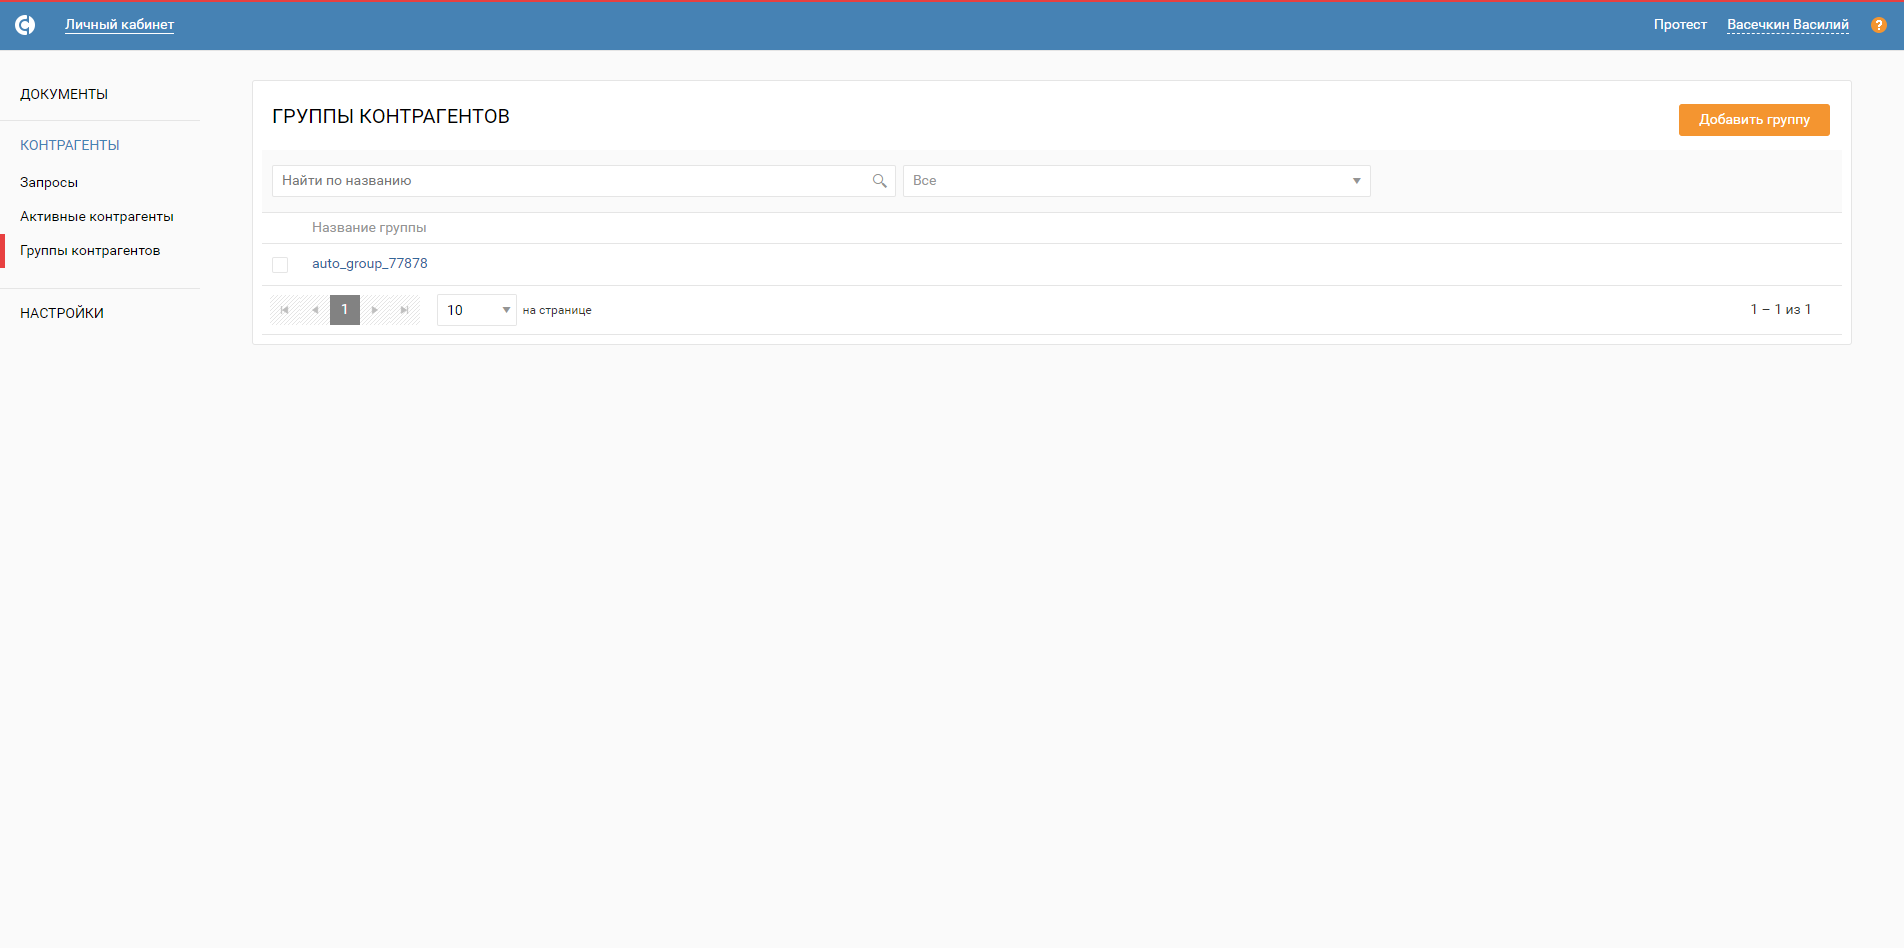 Личный кабинет
Протест
Васечкин Василий
?
ДОКУМЕНТЫ
КОНТРАГЕНТЫ
Запросы
Активные контрагенты
Группы контрагентов
НАСТРОЙКИ
ГРУППЫ КОНТРАГЕНТОВ
Добавить группу
Найти по названию
Все
Название группы
auto_group_77878
1
10
на странице
1 – 1 из 1